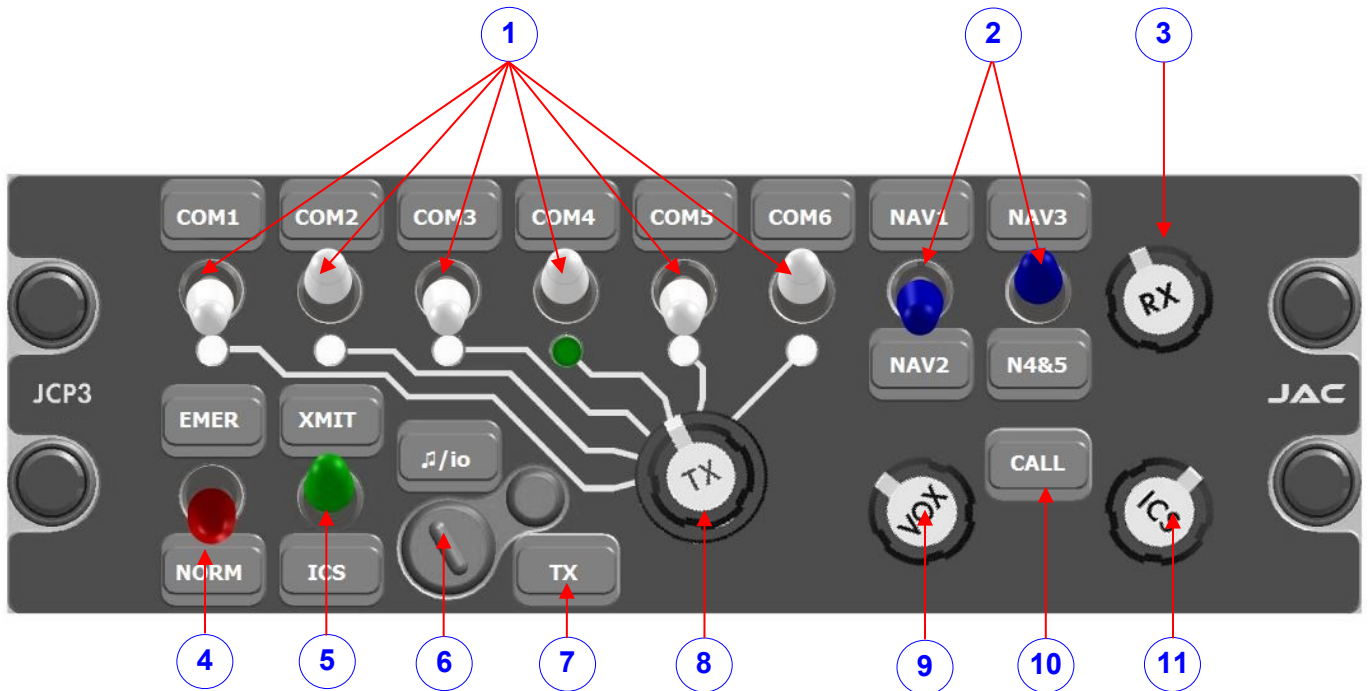 1 2 3
COM1 COM2 COM3 COM4 COM5 COM6 NAV1 NAV3
RX
JCP3
NAV2 N4&5
JAC
EMER XMIT
♫/io
CALL
TX
VOX
ICS
NORM ICS TX
4 5 6 7 8 9 10 11